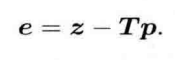 e = z − Tp.